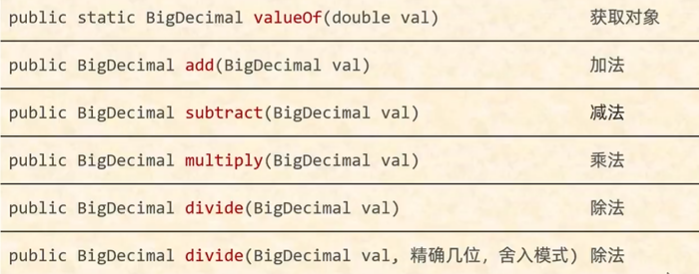 public static BigDecimal valueOf(double val) 获取对象
public BigDecimal add(BigDecimal val) 加法
public BigDecimal subtract(BigDecimal val) 减法
public BigDecimal multiply(BigDecimal val) 乘法
public BigDecimal divide(BigDecimal val) 除法
public BigDecimal divide(BigDecimal val, 精确几位，舍入模式) 除法